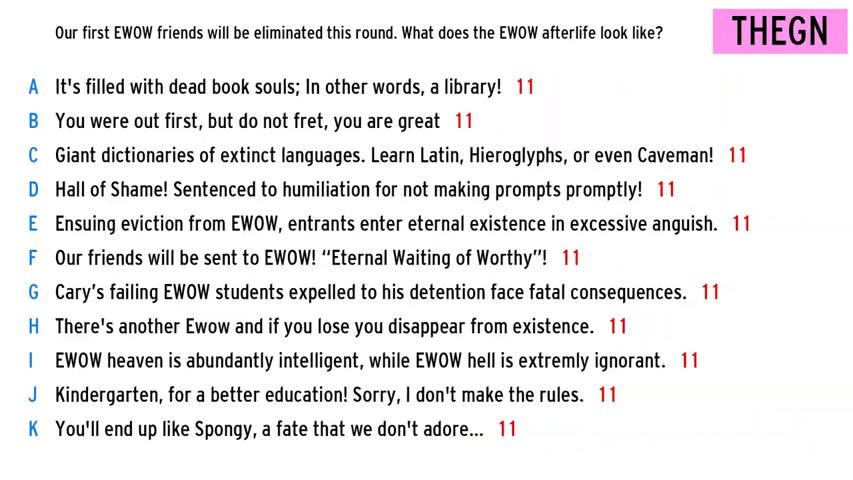 Our first EWOW friends will be eliminated this round. What does the EWOW afterlife look like?
THEGN
A It's filled with dead book souls; In other words, a library! 11
B You were out first, but do not fret, you are great 11
C Giant dictionaries of extinct languages. Learn Latin, Hieroglyphs, or even Caveman! 11
D Hall of Shame! Sentenced to humiliation for not making prompts promptly! 11
E Ensuing eviction from EWOW, entrants enter eternal existence in excessive anguish. 11
F Our friends will be sent to EWOW! “Eternal Waiting of Worthy”! 11
G Cary’s failing EWOW students expelled to his detention face fatal consequences. 11
H There's another Ewow and if you lose you disappear from existence. 11
I EWOW heaven is abundantly intelligent, while EWOW hell is extremly ignorant. 11
J Kindergarten, for a better education! Sorry, I don't make the rules. 11
K You'll end up like Spongy, a fate that we don't adore... 11